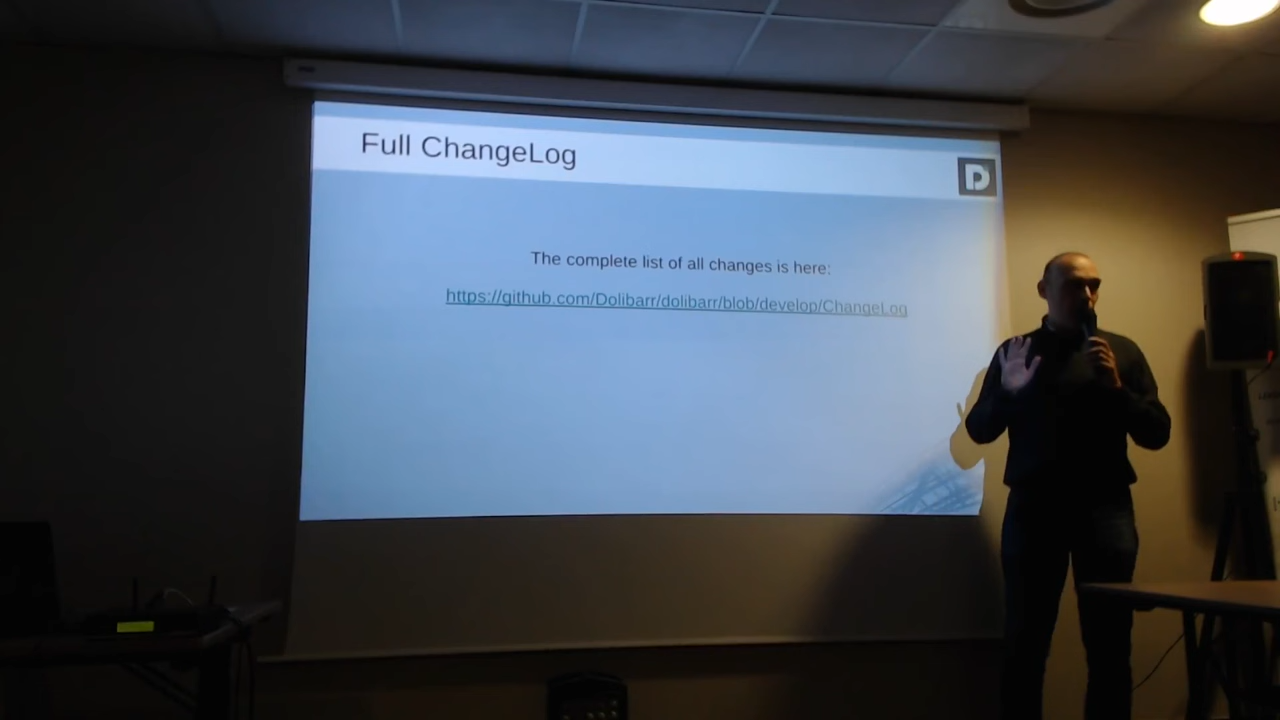 Full ChangeLog
D
The complete list of all changes is here:
https://github.com/Dolibarr/dolibarr/blob/develop/ChangeLog